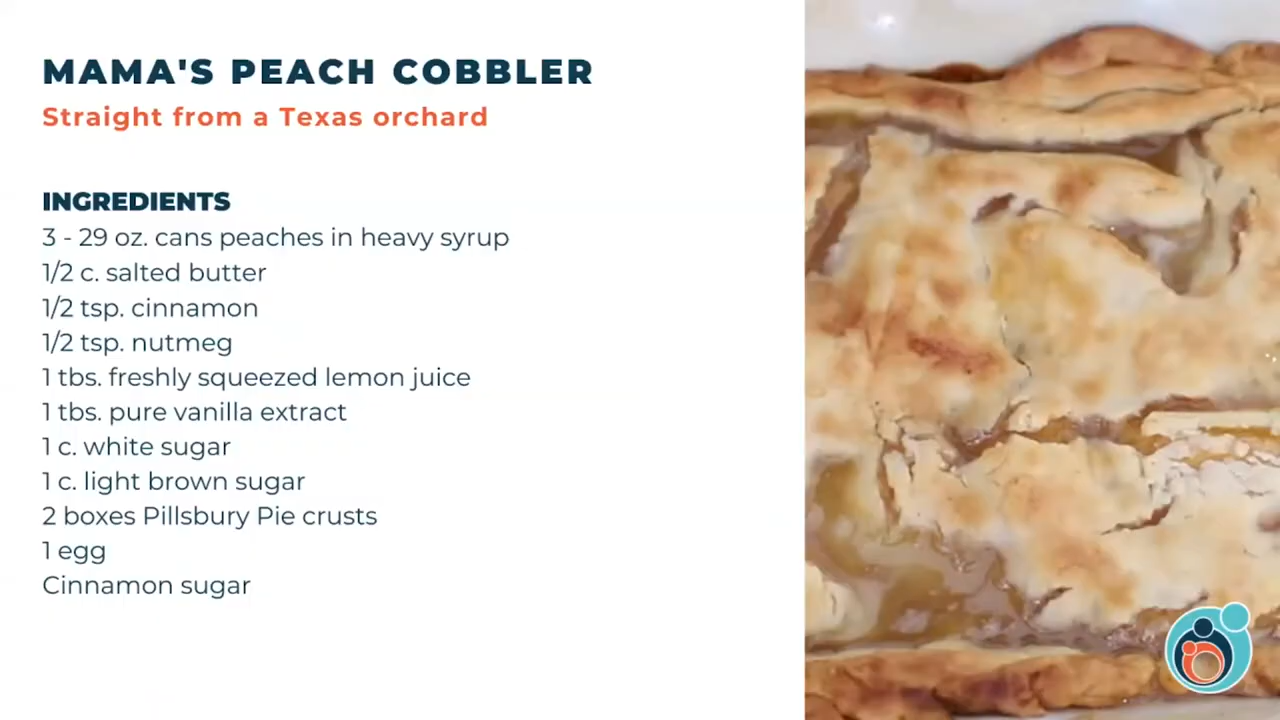 MAMA'S PEACH COBBLER
Straight from a Texas orchard
INGREDIENTS
3 - 29 oz. cans peaches in heavy syrup
1/2 c. salted butter
1/2 tsp. cinnamon
1/2 tsp. nutmeg
1 tbs. freshly squeezed lemon juice
1 tbs. pure vanilla extract
1 c. white sugar
1 c. light brown sugar
2 boxes Pillsbury Pie crusts
1 egg
Cinnamon sugar